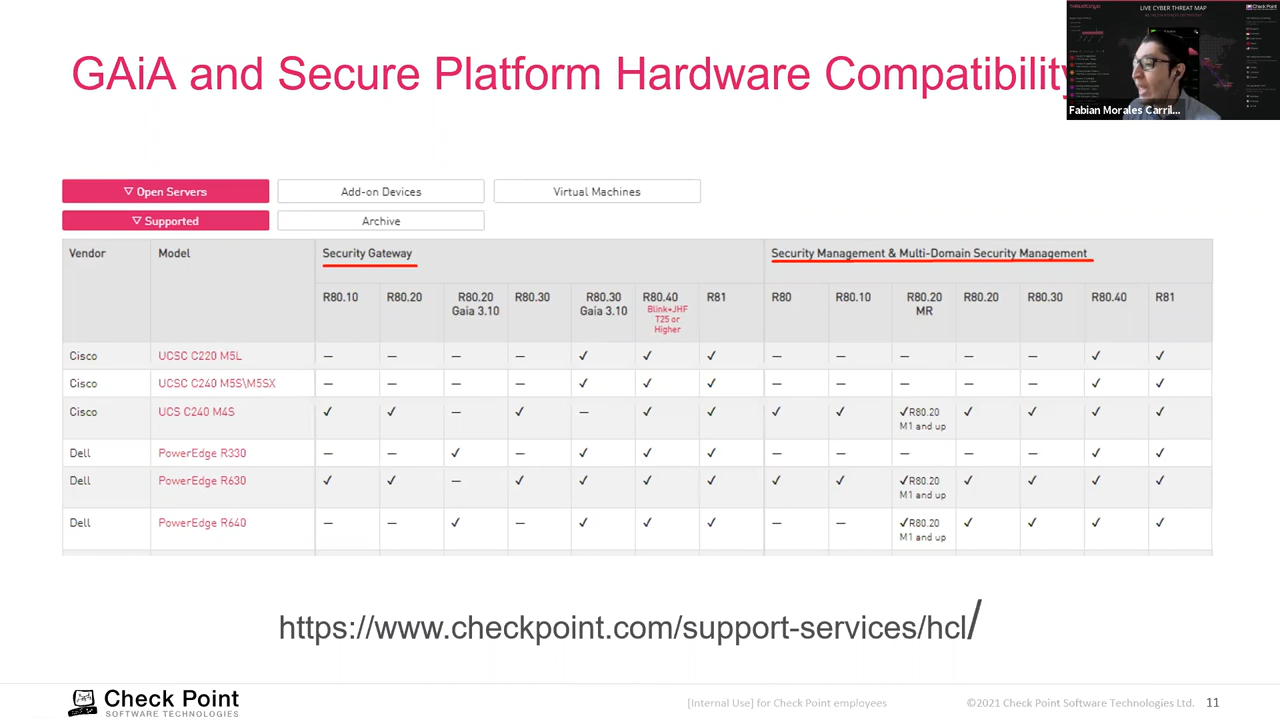 LIVE CYBER THREAT MAP
Check Point
Fabian Morales Carril...
GAiA and Secure Platform Hardware Compatibility
▽ Open Servers Add-on Devices Virtual Machines
▽ Supported Archive
Vendor Model Security Gateway Security Management & Multi-Domain Security Management
R80.10 R80.20 R80.20 Gaia 3.10 R80.30 R80.30 Gaia 3.10 R80.40 Blink+JHF T25 or Higher R81 R80 R80.10 R80.20 MR R80.20 R80.30 R80.40 R81
Cisco UCSC C220 M5L — — — — ✓ ✓ ✓ — — — — — ✓ ✓
Cisco UCSC C240 M5S\M5SX — — — — ✓ ✓ ✓ — — — — — ✓ ✓
Cisco UCS C240 M4S ✓ ✓ — ✓ — ✓ ✓ ✓ ✓ ✓R80.20 M1 and up ✓ ✓ ✓ ✓
Dell PowerEdge R330 — — ✓ — ✓ ✓ ✓ — — — — — ✓ ✓
Dell PowerEdge R630 ✓ ✓ — ✓ ✓ ✓ ✓ ✓ ✓ ✓R80.20 M1 and up ✓ ✓ ✓ ✓
Dell PowerEdge R640 — — ✓ — ✓ ✓ ✓ — — ✓R80.20 M1 and up ✓ ✓ ✓ ✓
https://www.checkpoint.com/support-services/hcl/
Check Point
SOFTWARE TECHNOLOGIES
[Internal Use] for Check Point employees
©2021 Check Point Software Technologies Ltd. 11